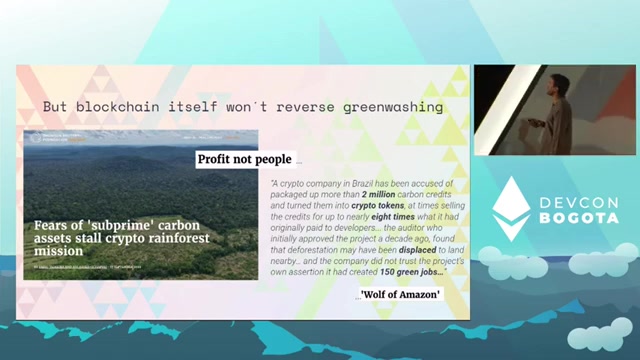 But blockchain itself won´t reverse greenwashing
Profit not people ...
Fears of 'subprime' carbon
assets stall crypto rainforest
mission
"A crypto company in Brazil has been accused of
packaged up more than 2 million carbon credits
and turned them into crypto tokens, at times selling
the credits for up to nearly eight times what it had
originally paid to developers... the auditor who
initially approved the project a decade ago, found
that deforestation may have been displaced to land
nearby... and the company did not trust the project's
own assertion it had created 150 green jobs..."
...'Wolf of Amazon'
DEVCON
BOGOTA